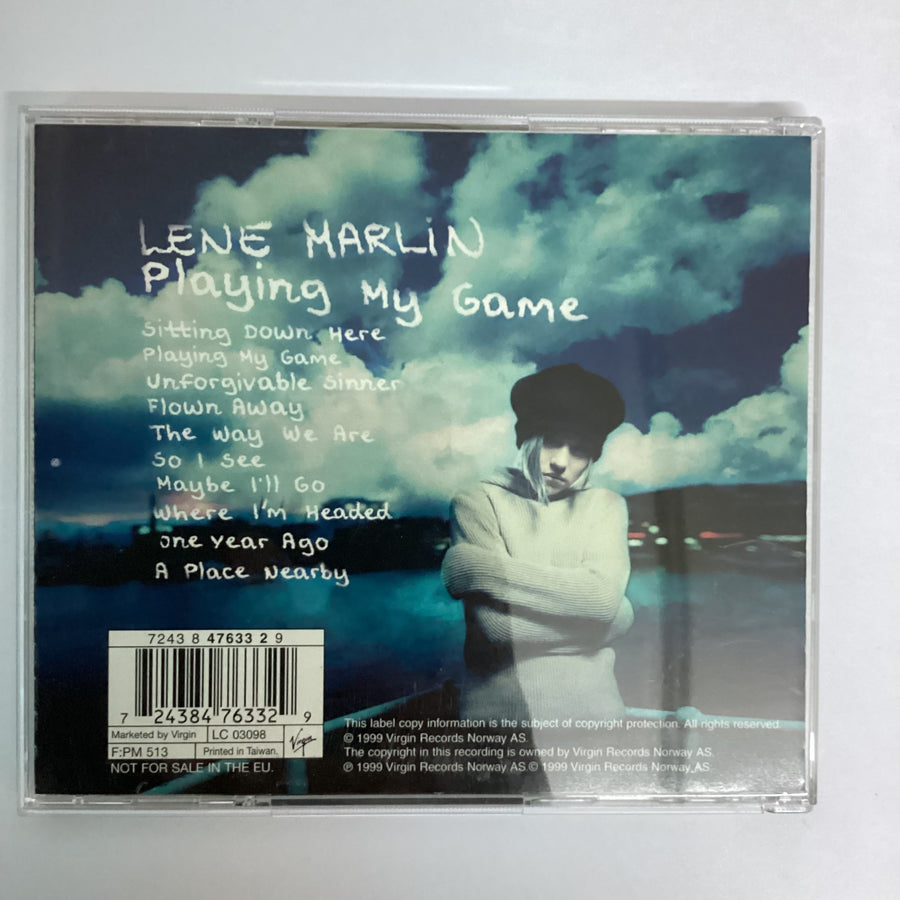 LENE MARLiN
Playing My Game
Sitting Down Here
Playing My Game
Unforgivable Sinner
Flown Away
The Way We Are
So I See
Maybe I'll Go
Where I'm Headed
One Year Ago
A Place Nearby
7243 8 47633 2 9
7 24384 76332 9
Marketed by Virgin LC 03098 Virgin
F:PM 513 Printed in Taiwan.
NOT FOR SALE IN THE EU.
This label copy information is the subject of copyright protection. All rights reserved.
© 1999 Virgin Records Norway AS.
The copyright in this recording is owned by Virgin Records Norway AS.
℗ 1999 Virgin Records Norway AS © 1999 Virgin Records Norway AS